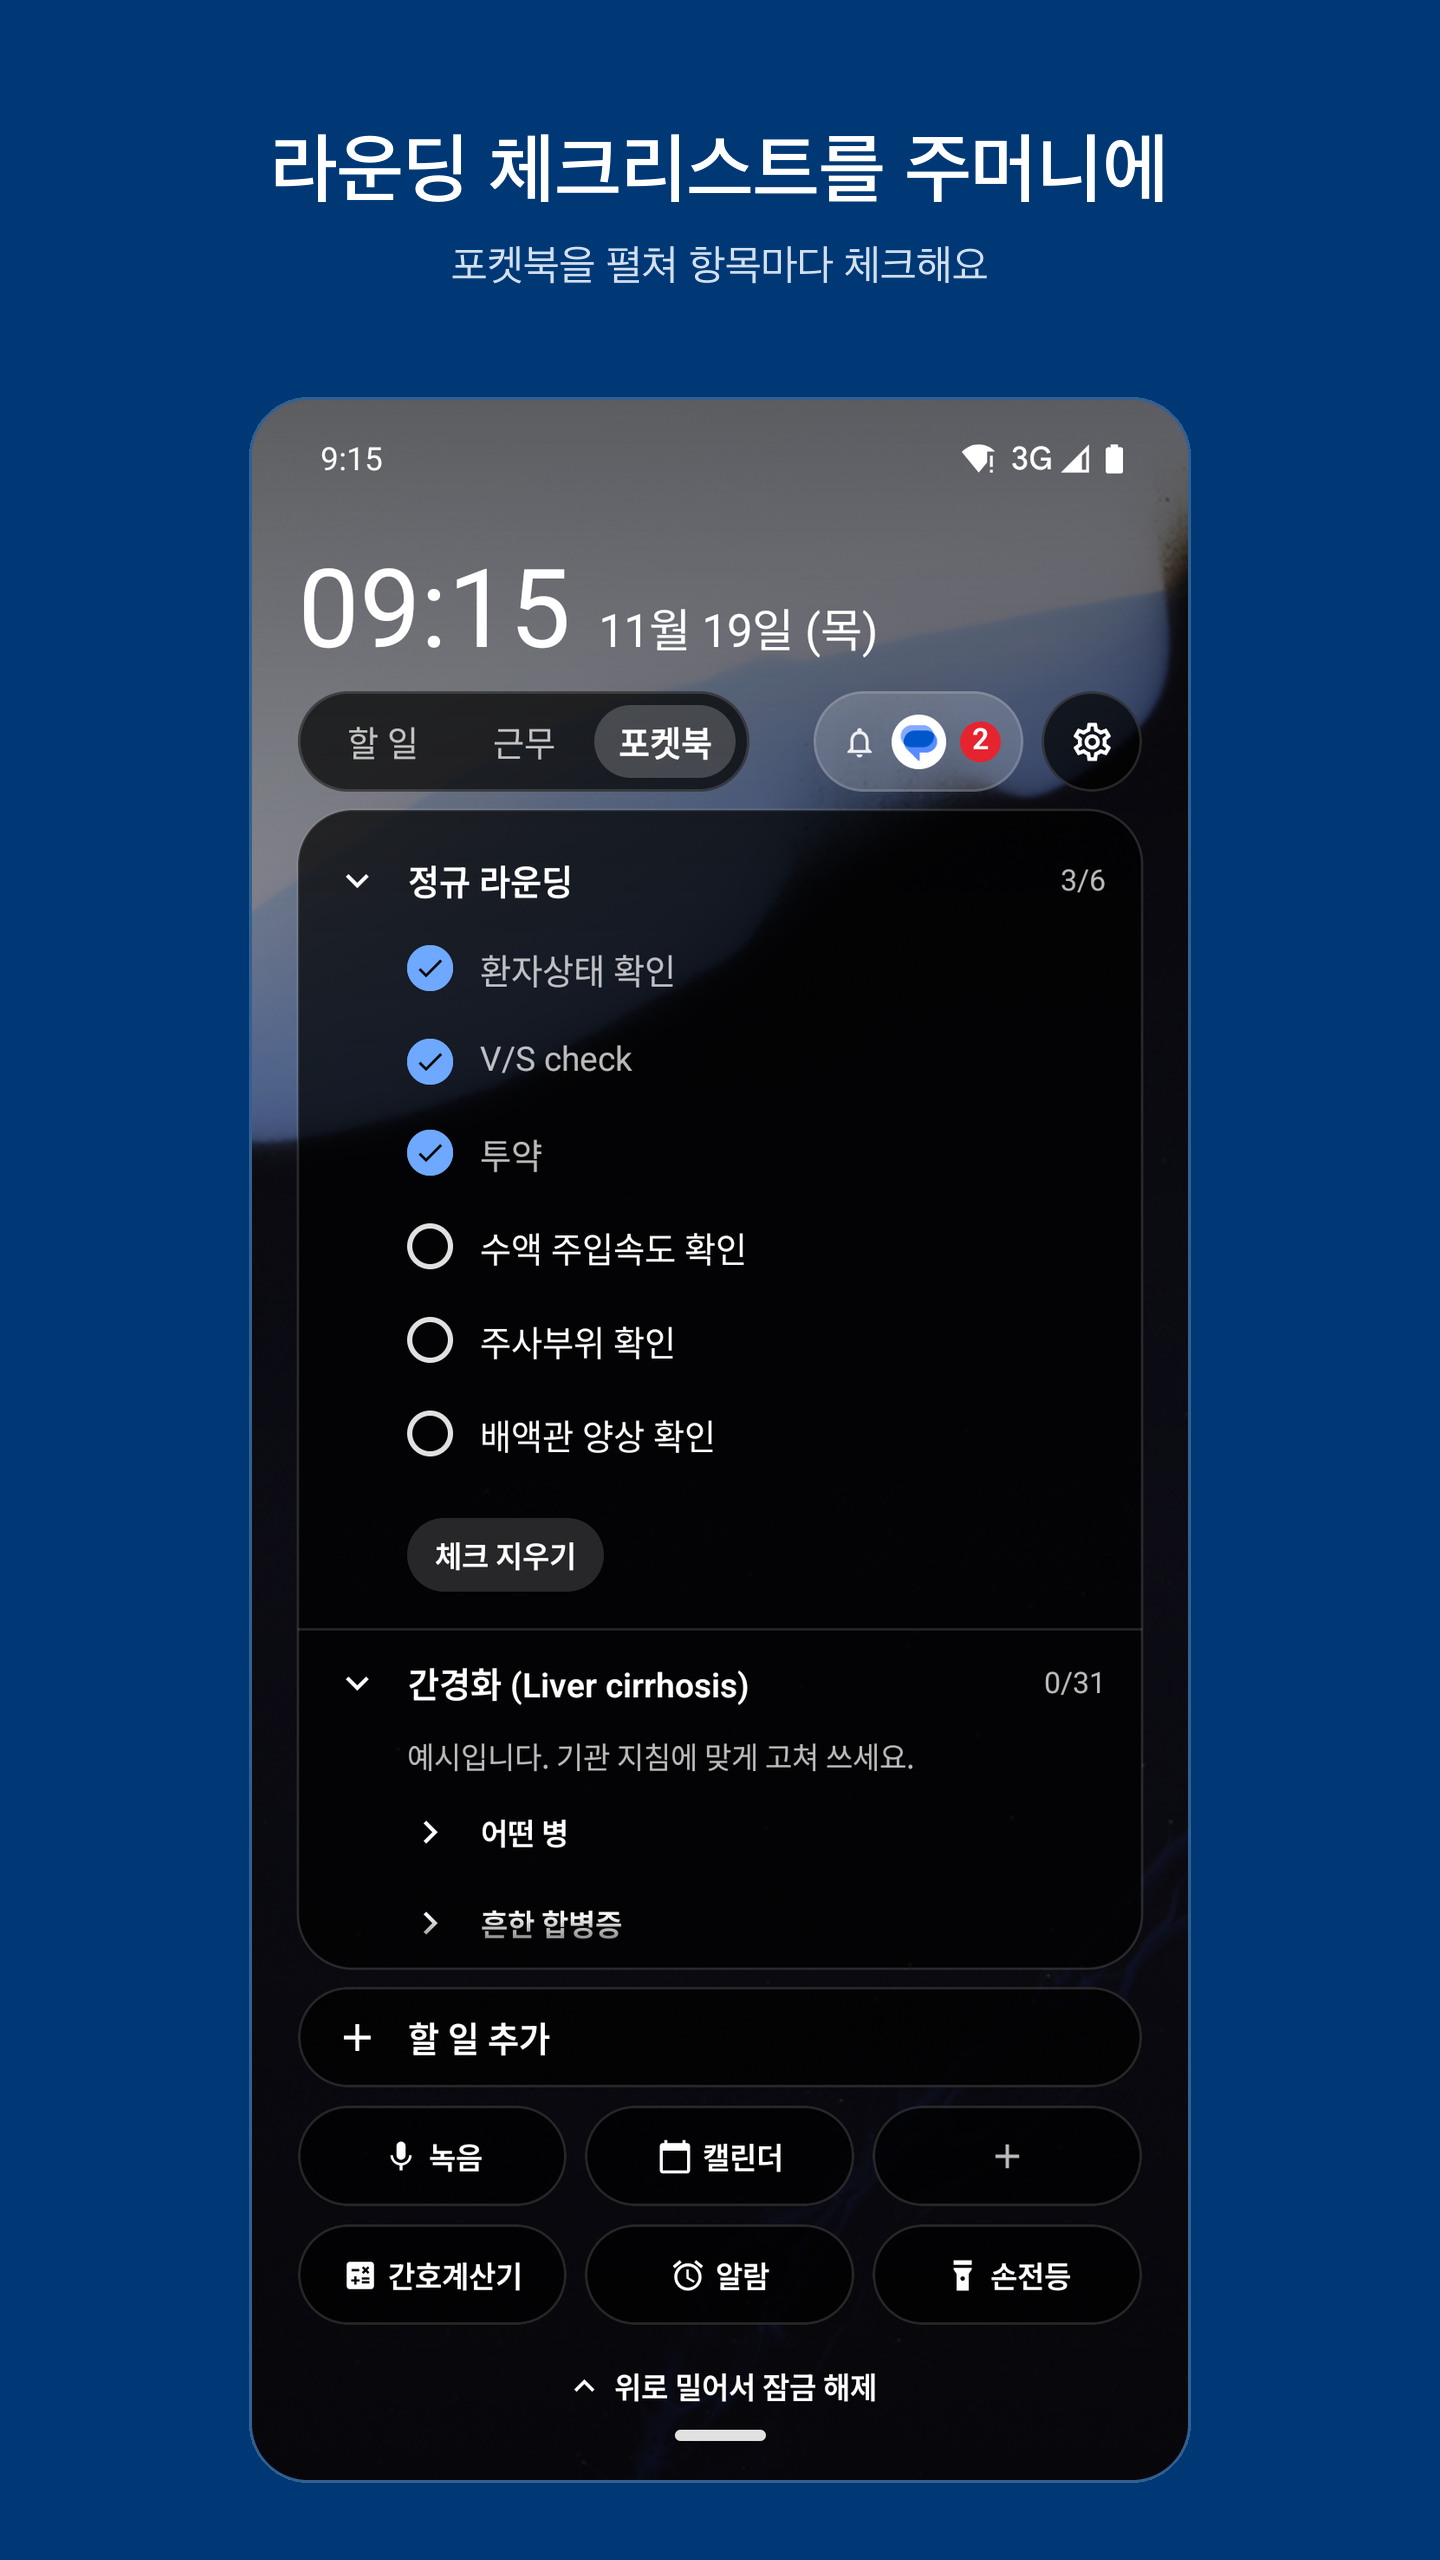 라운딩 체크리스트를 주머니에
포켓북을 펼쳐 항목마다 체크해요
9:15
3G
09:15 11월 19일 (목)
할 일
근무
포켓북
2
정규 라운딩
3/6
환자상태 확인
V/S check
투약
수액 주입속도 확인
주사부위 확인
배액관 양상 확인
체크 지우기
간경화 (Liver cirrhosis)
0/31
예시입니다. 기관 지침에 맞게 고쳐 쓰세요.
어떤 병
흔한 합병증
할 일 추가
녹음
캘린더
간호계산기
알람
손전등
위로 밀어서 잠금 해제